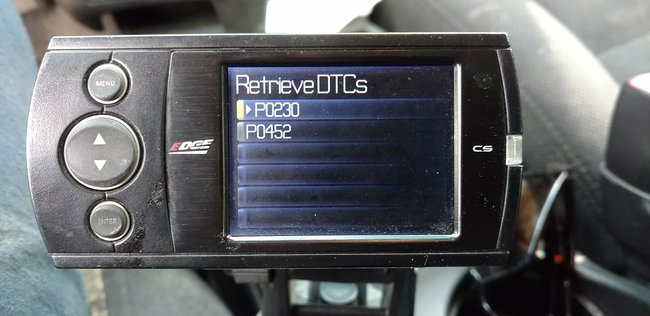 MENU
ENTER
EDGE
Retrieve DTCs
P0230
P0452
CS